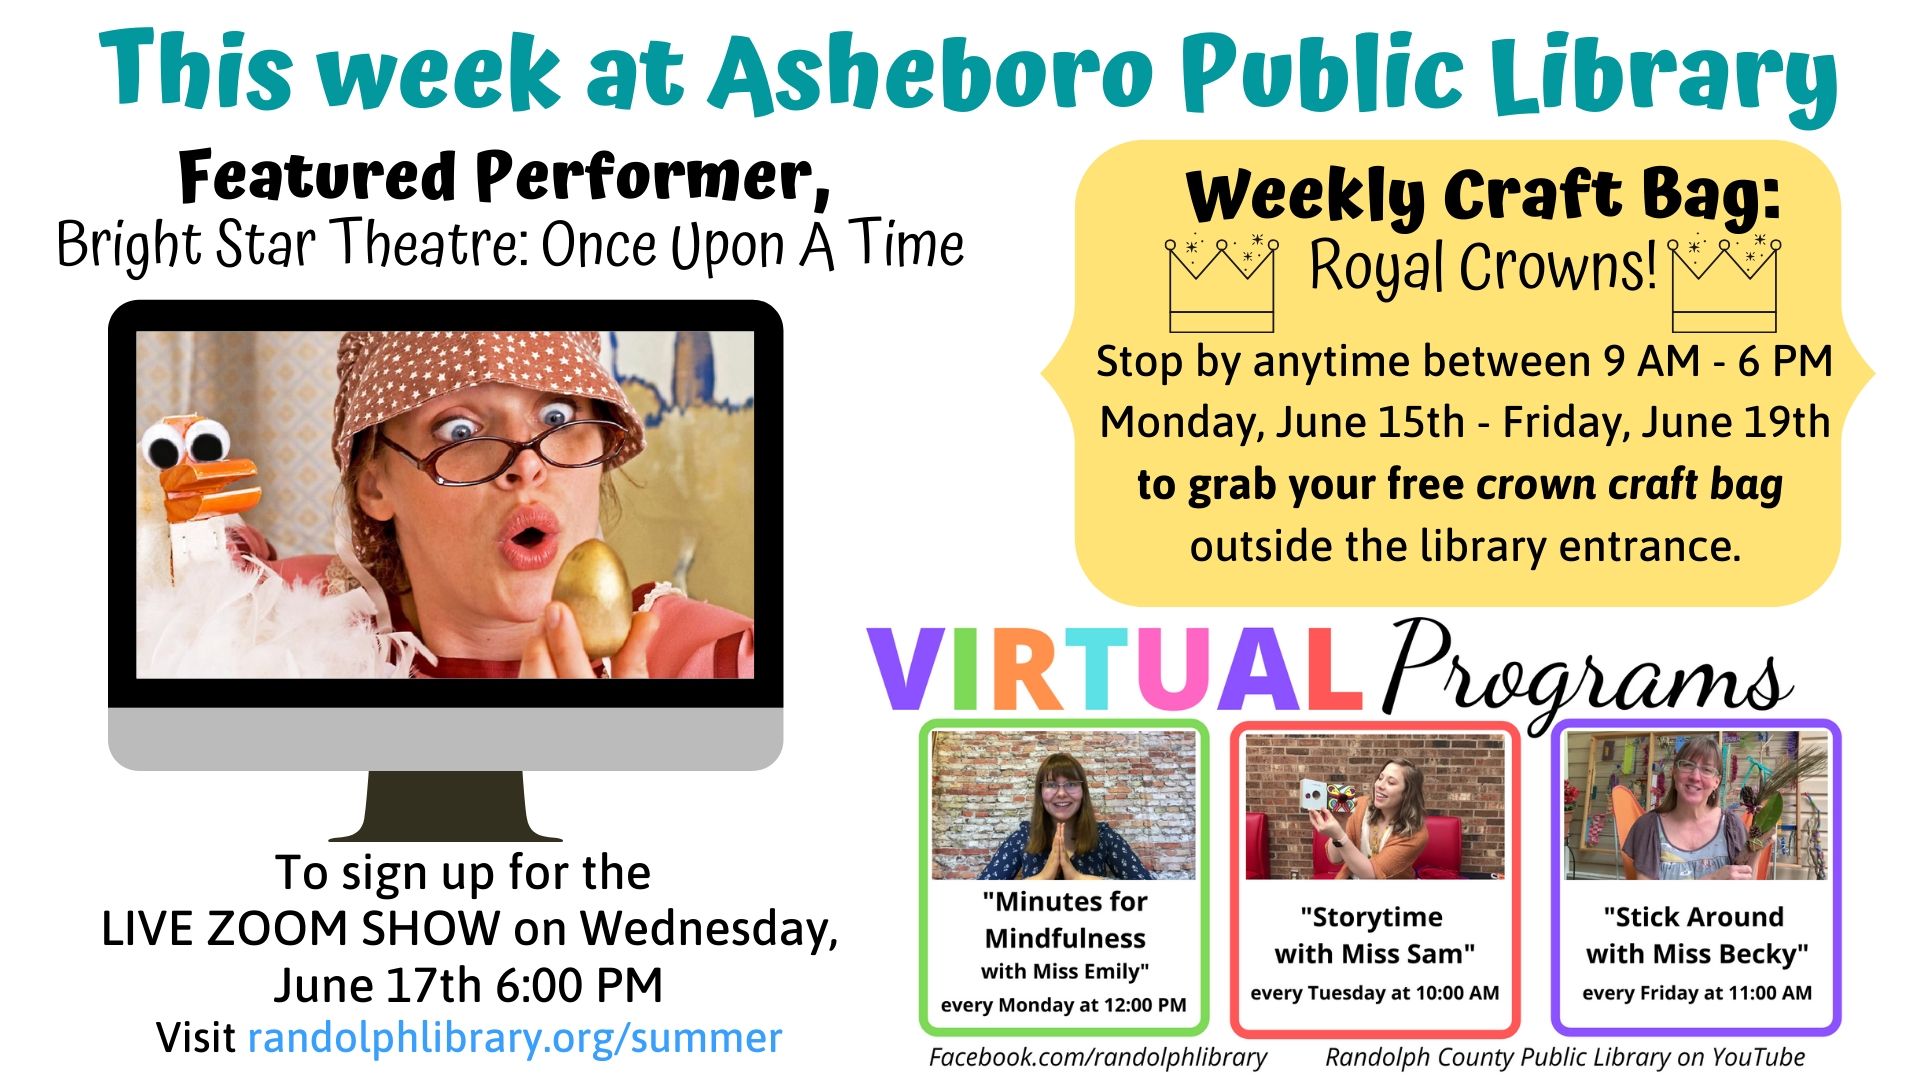 This week at Asheboro Public Library
Featured Performer,
Bright Star Theatre: Once Upon A Time
To sign up for the
LIVE ZOOM SHOW on Wednesday,
June 17th 6:00 PM
Visit randolphlibrary.org/summer
Weekly Craft Bag:
Royal Crowns!
Stop by anytime between 9 AM - 6 PM
Monday, June 15th - Friday, June 19th
to grab your free crown craft bag
outside the library entrance.
VIRTUAL Programs
"Minutes for
Mindfulness
with Miss Emily"
every Monday at 12:00 PM
"Storytime
with Miss Sam"
every Tuesday at 10:00 AM
"Stick Around
with Miss Becky"
every Friday at 11:00 AM
Facebook.com/randolphlibrary
Randolph County Public Library on YouTube